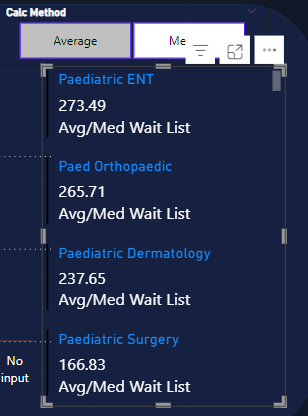 Calc Method
Average
Me
Paediatric ENT
273.49
Avg/Med Wait List
Paed Orthopaedic
265.71
Avg/Med Wait List
Paediatric Dermatology
237.65
Avg/Med Wait List
Paediatric Surgery
166.83
Avg/Med Wait List
No
input